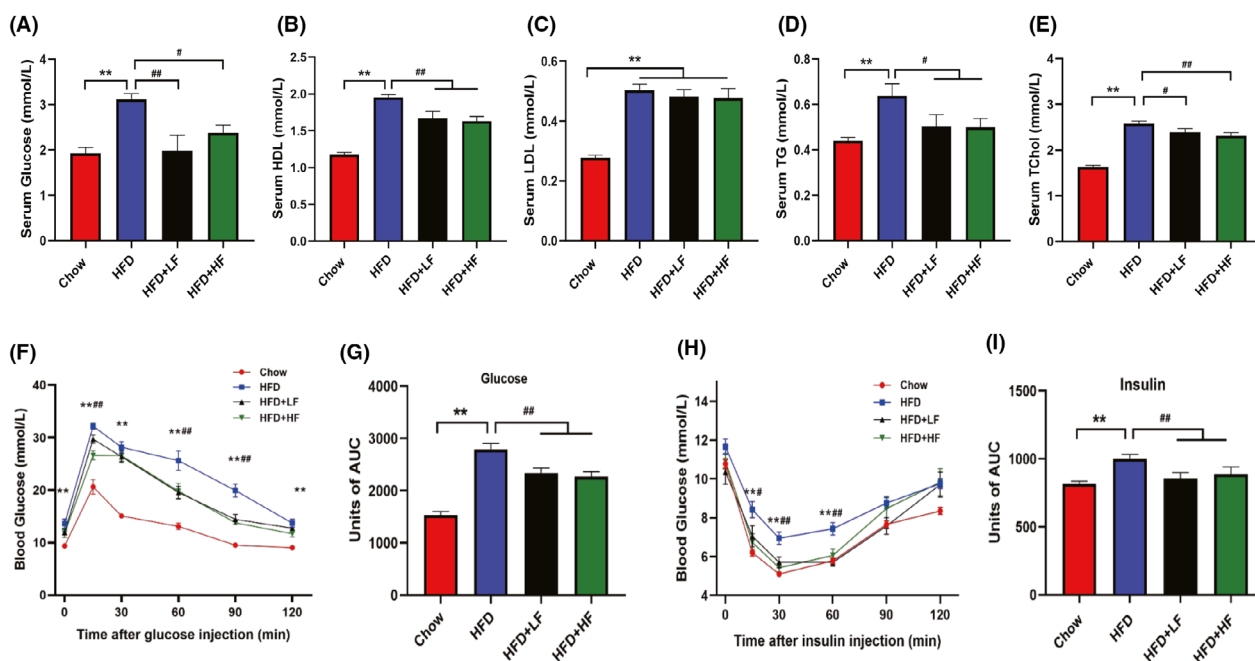 (A)
Serum Glucose (mmol/L)
4
3
2
1
0
**
##
#
Chow
HFD
HFD+LF
HFD+HF
(B)
Serum HDL (mmol/L)
2.5
2.0
1.5
1.0
0.5
0.0
**
##
Chow
HFD
HFD+LF
HFD+HF
(C)
Serum LDL (mmol/L)
0.6
0.4
0.2
0.0
**
Chow
HFD
HFD+LF
HFD+HF
(D)
Serum TG (mmol/L)
0.8
0.6
0.4
0.2
0.0
**
#
Chow
HFD
HFD+LF
HFD+HF
(E)
Serum TChol (mmol/L)
4
3
2
1
0
**
#
##
Chow
HFD
HFD+LF
HFD+HF
(F)
Blood Glucose (mmol/L)
40
30
20
10
0
Chow
HFD
HFD+LF
HFD+HF
**
**##
**
**##
**##
**
0
30
60
90
120
Time after glucose injection (min)
(G)
Glucose
Units of AUC
4000
3000
2000
1000
0
**
##
Chow
HFD
HFD+LF
HFD+HF
(H)
Blood Glucose (mmol/L)
14
12
10
8
6
4
Chow
HFD
HFD+LF
HFD+HF
**#
**##
**##
0
30
60
90
120
Time after insulin injection (min)
(I)
Insulin
Units of AUC
1500
1000
500
0
**
##
Chow
HFD
HFD+LF
HFD+HF